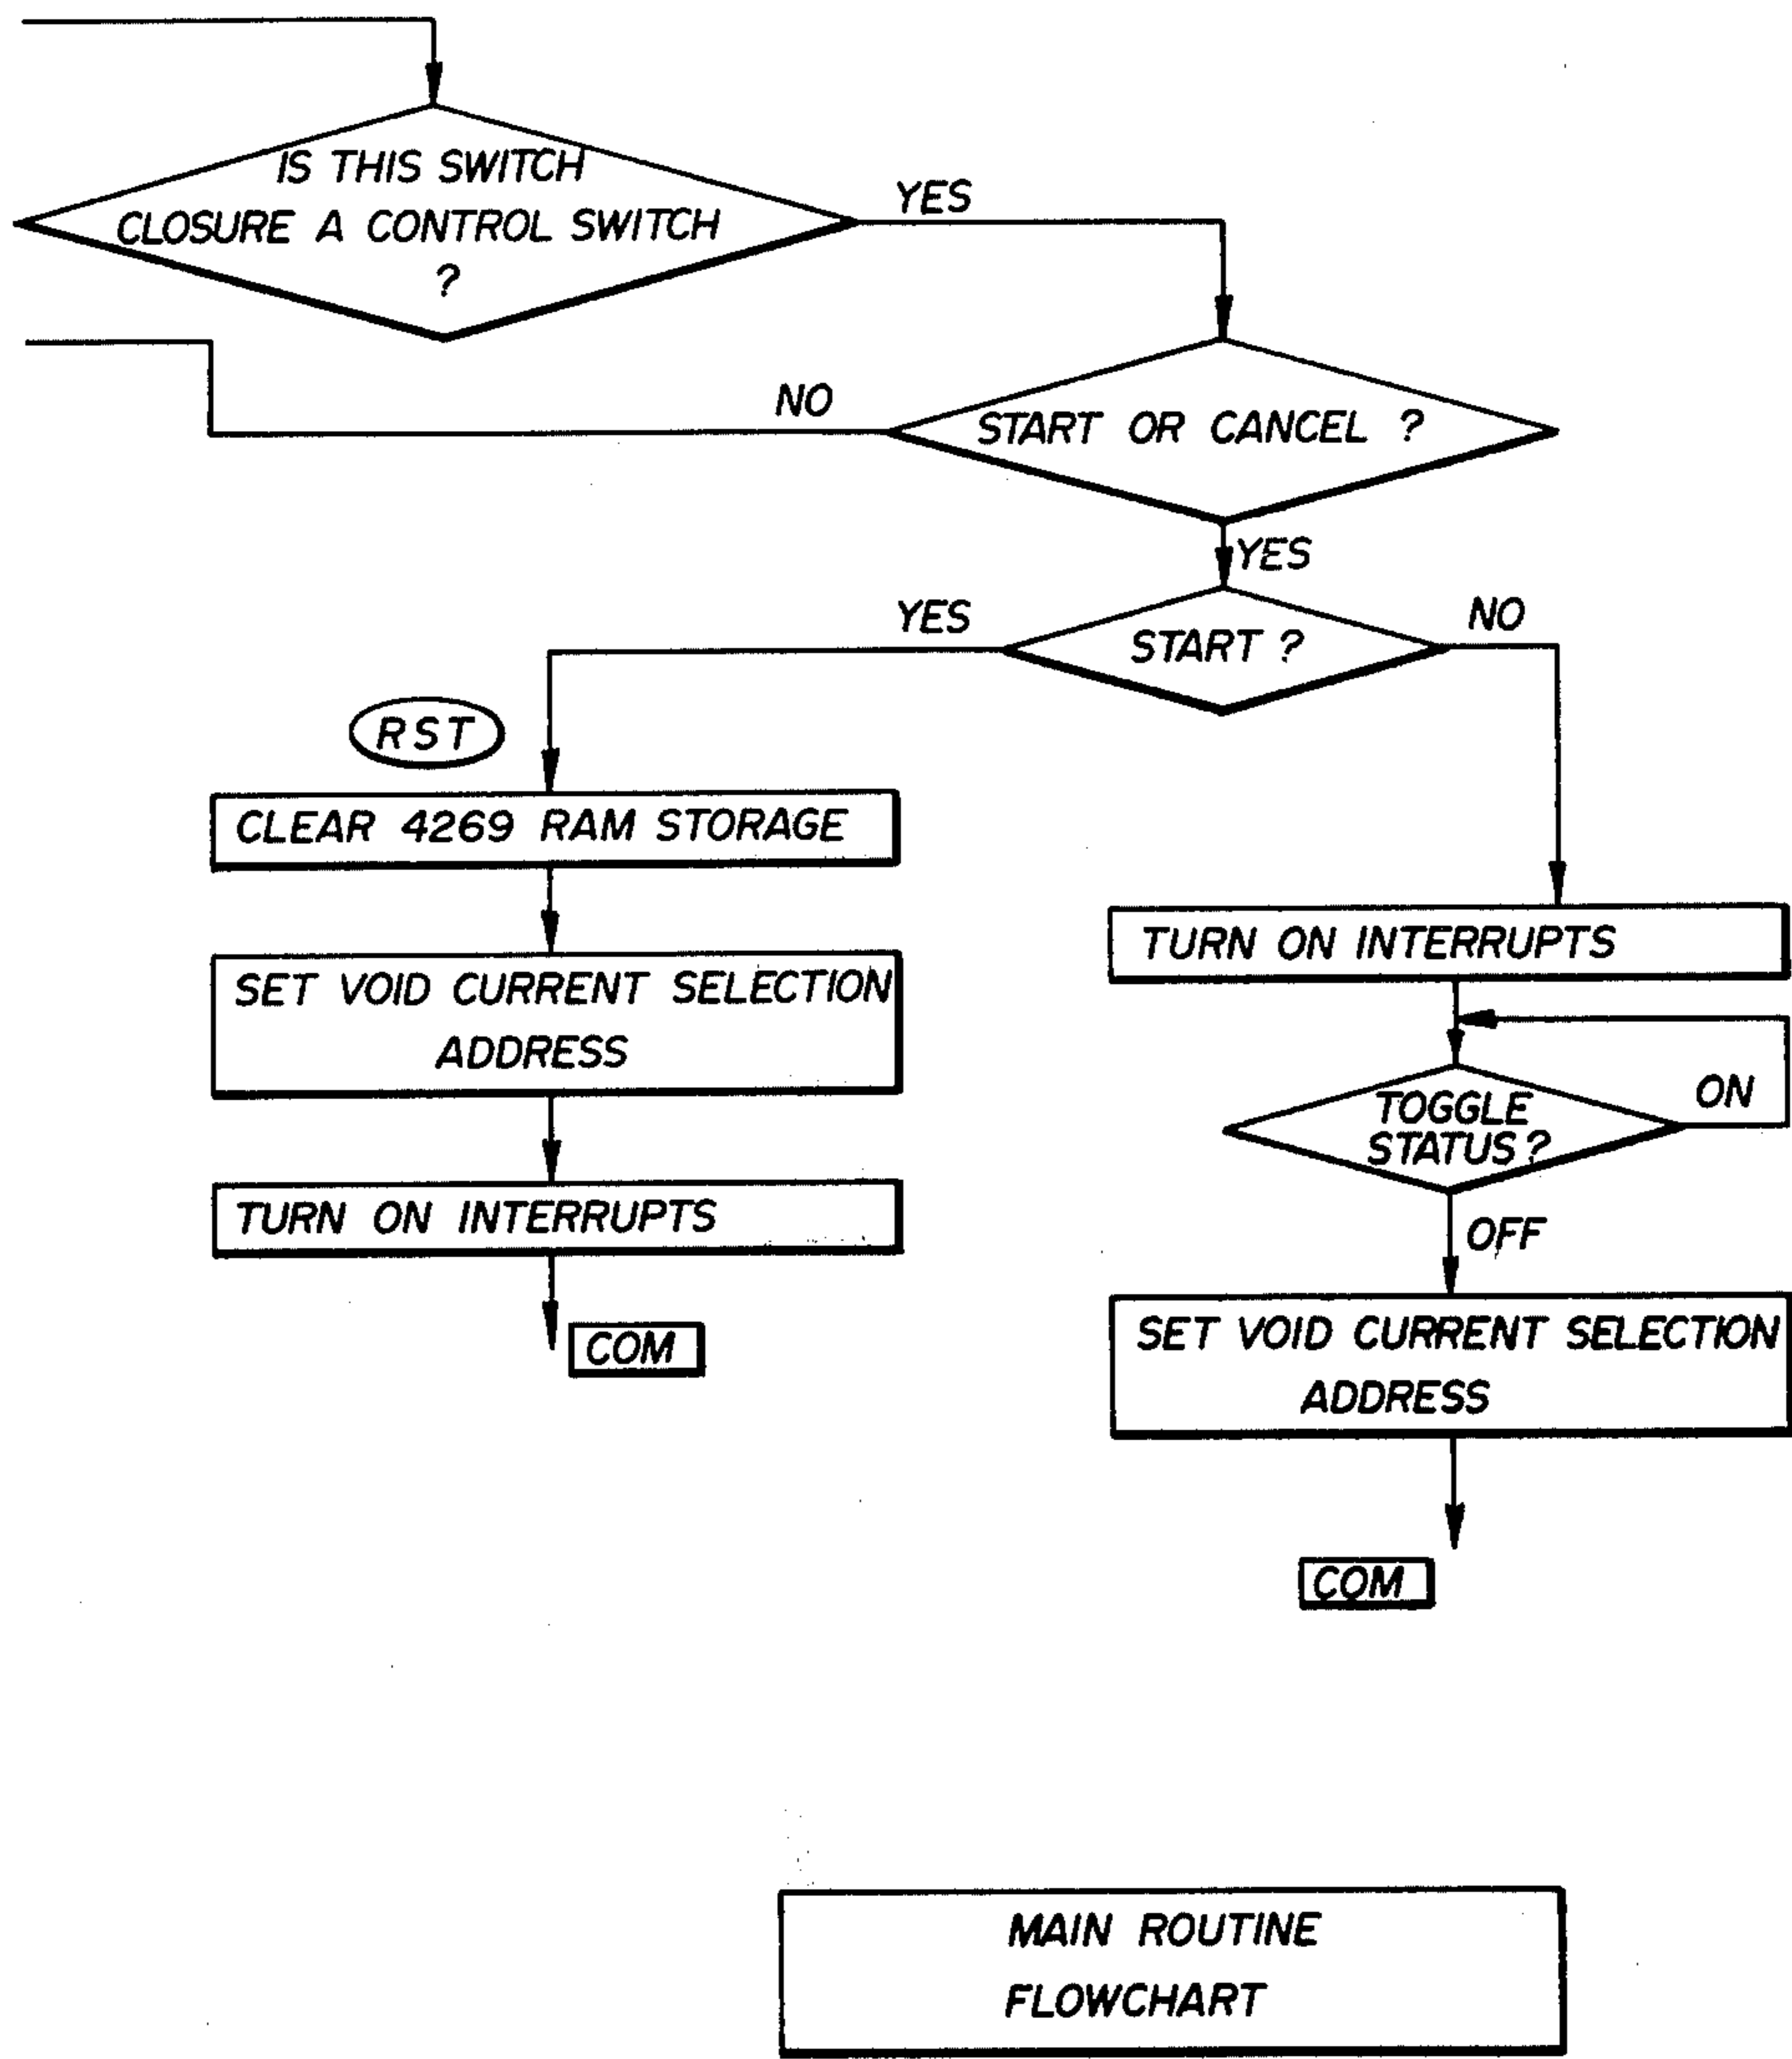 IS THIS SWITCH
CLOSURE A CONTROL SWITCH
?
YES
NO
START OR CANCEL ?
YES
YES
START ?
NO
RST
CLEAR 4269 RAM STORAGE
SET VOID CURRENT SELECTION
ADDRESS
TURN ON INTERRUPTS
COM
TURN ON INTERRUPTS
TOGGLE
STATUS?
ON
OFF
SET VOID CURRENT SELECTION
ADDRESS
COM
MAIN ROUTINE
FLOWCHART